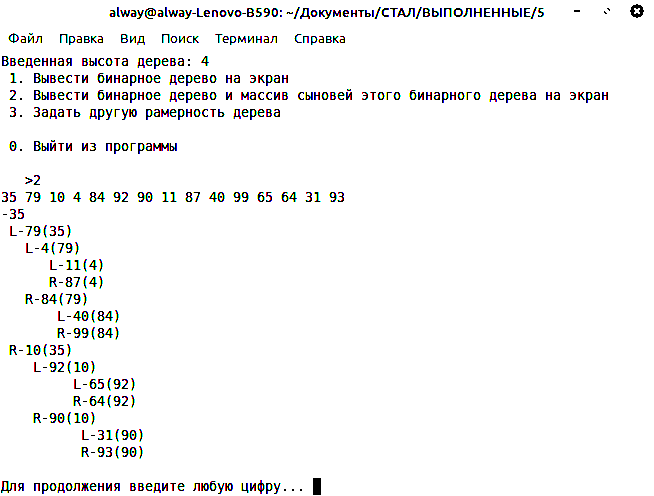 alway@alway-Lenovo-B590: ~/Документы/СТАЛ/ВЫПОЛНЕННЫЕ/5
Файл Правка Вид Поиск Терминал Справка
Введенная высота дерева: 4
1. Вывести бинарное дерево на экран
2. Вывести бинарное дерево и массив сыновей этого бинарного дерева на экран
3. Задать другую рамерность дерева
0. Выйти из программы
>2
35 79 10 4 84 92 90 11 87 40 99 65 64 31 93
-35
L-79(35)
L-4(79)
L-11(4)
R-87(4)
R-84(79)
L-40(84)
R-99(84)
R-10(35)
L-92(10)
L-65(92)
R-64(92)
R-90(10)
L-31(90)
R-93(90)
Для продолжения введите любую цифру...